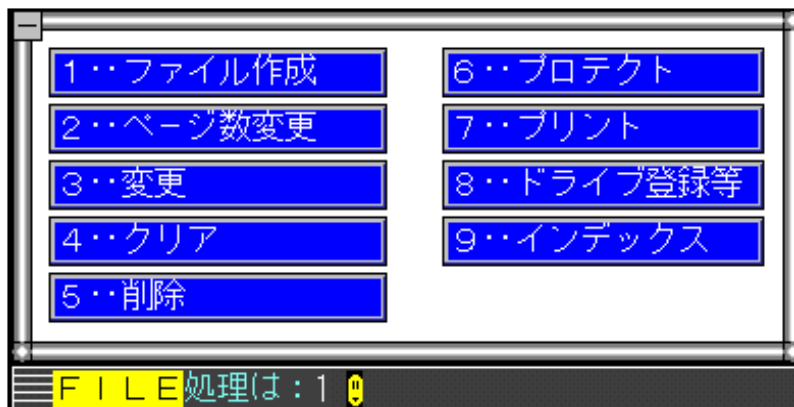 1‥ファイル作成
2‥ページ数変更
3‥変更
4‥クリア
5‥削除
6‥プロテクト
7‥プリント
8‥ドライブ登録等
9‥インデックス
FILE処理は:1